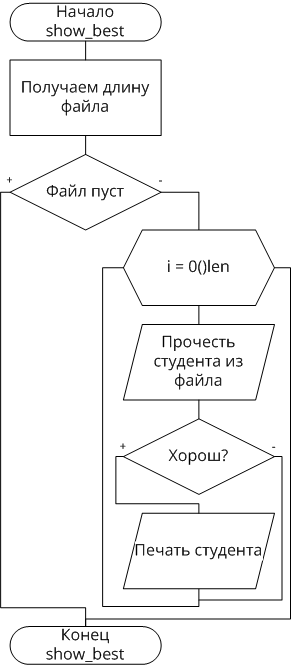 Начало
show_best
Получаем длину
файла
+
-
Файл пуст
i = 0()len
Прочесть
студента из
файла
+
-
Хорош?
Печать студента
Конец
show_best